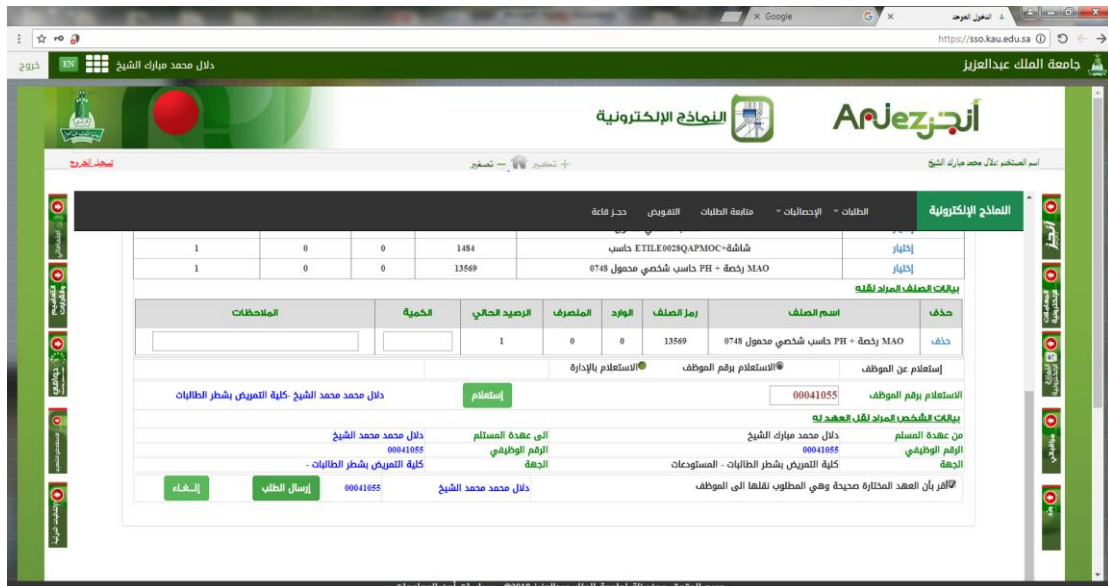 الدخول الموحد
Google
https://sso.kau.edu.sa
جامعة الملك عبدالعزيز
دلال محمد مبارك الشيخ
EN
خروج
أنجز ANJez
النماذج الإلكترونية
اسم المستخدم :دلال محمد مبارك الشيخ
+ تكبير – تصغير
تسجيل الخروج
النماذج الإلكترونية الطلبات الإحصائيات متابعة الطلبات التفويض حجز قاعة
إختيار شاشة+ETILE0028QAPMOC حاسب 1484 0 0 1
إختيار MAO رخصة + PH حاسب شخصي محمول 0748 13569 0 0 1
بيانات الصنف المراد نقله
حذف اسم الصنف رمز الصنف الوارد المنصرف الرصيد الحالي الكمية الملاحظات
حذف MAO رخصة + PH حاسب شخصي محمول 0748 13569 0 0 1
إستعلام عن الموظف الاستعلام برقم الموظف الاستعلام بالإدارة
الاستعلام برقم الموظف 00041055 إستعلام دلال محمد محمد الشيخ -كلية التمريض بشطر الطالبات
بيانات الشخص المراد نقل العهد له
من عهدة المسلم دلال محمد مبارك الشيخ الى عهدة المستلم دلال محمد محمد الشيخ
الرقم الوظيفي 00041055 الرقم الوظيفي 00041055
الجهة كلية التمريض بشطر الطالبات - المستودعات الجهة كلية التمريض بشطر الطالبات -
أقر بأن العهد المختارة صحيحة وهي المطلوب نقلها الى الموظف دلال محمد محمد الشيخ 00041055 إرسال الطلب إلـغـاء
أنجز